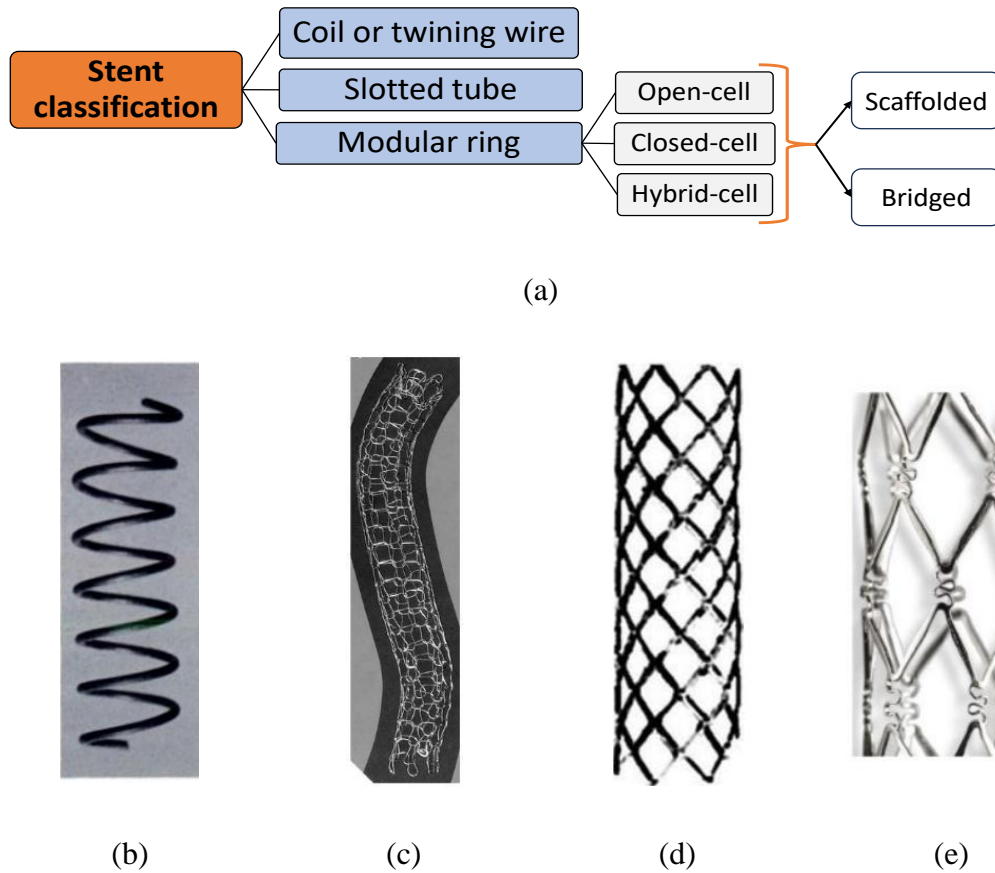 Stent
classification
Coil or twining wire
Slotted tube
Modular ring
Open-cell
Closed-cell
Hybrid-cell
Scaffolded
Bridged
(a)
(b)
(c)
(d)
(e)